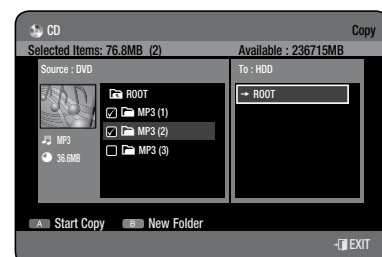 CD Copy
Selected Items: 76.8MB (2) Available : 236715MB
Source : DVD To : HDD
ROOT → ROOT
MP3 (1)
MP3 (2)
MP3 MP3 (3)
36.6MB
A Start Copy B New Folder
EXIT